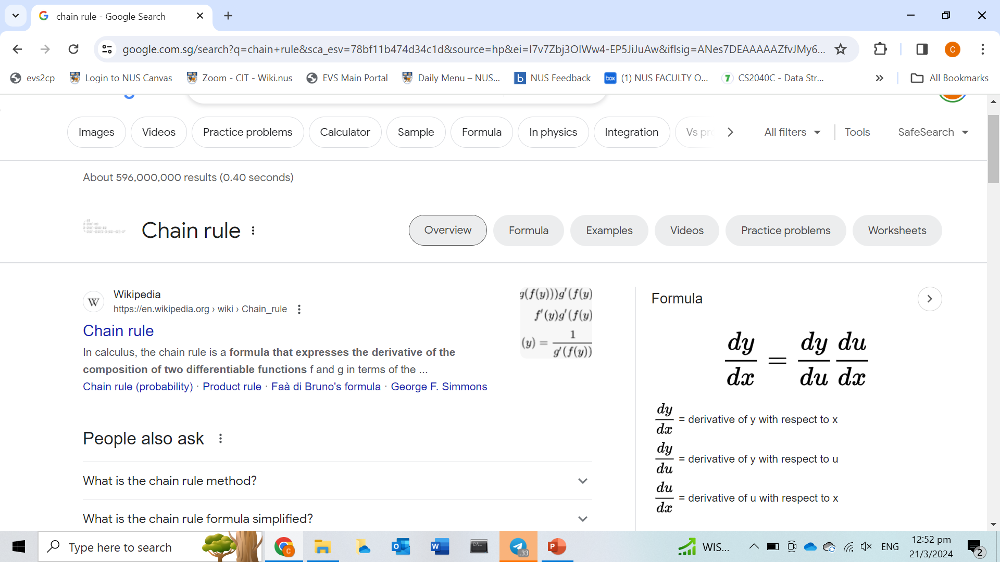 chain rule - Google Search
google.com.sg/search?q=chain+rule&sca_esv=78bf11b474d34c1d&source=hp&ei=I7v7Zbj3OIWw4-EP5JiJuAw&iflsig=ANes7DEAAAAAZfvJMy6...
C
evs2cp
Login to NUS Canvas
Zoom - CIT - Wiki.nus
EVS Main Portal
Daily Menu – NUS...
NUS Feedback
(1) NUS FACULTY O...
CS2040C - Data Str...
All Bookmarks
Images
Videos
Practice problems
Calculator
Sample
Formula
In physics
Integration
Vs pro
All filters
Tools
SafeSearch
About 596,000,000 results (0.40 seconds)
Chain rule
Overview
Formula
Examples
Videos
Practice problems
Worksheets
W
Wikipedia
https://en.wikipedia.org › wiki › Chain_rule
Chain rule
In calculus, the chain rule is a formula that expresses the derivative of the
composition of two differentiable functions f and g in terms of the ...
Chain rule (probability) · Product rule · Faà di Bruno's formula · George F. Simmons
g(f(y)))g′(f(y)
f′(y)g′(f(y)
(y) = 1
g′(f(y))
People also ask
What is the chain rule method?
What is the chain rule formula simplified?
Formula
dy dy du
= 
dx du dx
dy
= derivative of y with respect to x
dx
dy
= derivative of y with respect to u
du
du
= derivative of u with respect to x
dx
Type here to search
WIS...
ENG
12:52 pm
21/3/2024
2